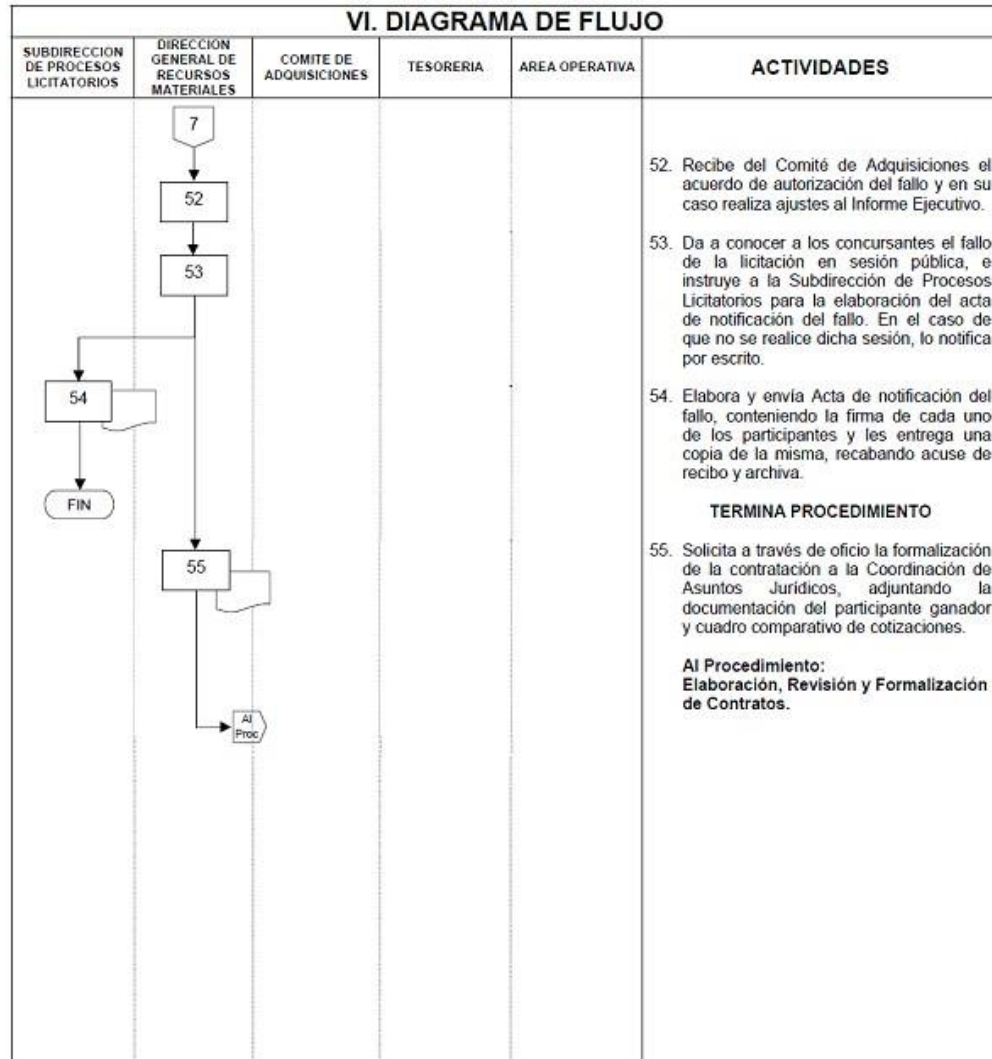 VI. DIAGRAMA DE FLUJO
SUBDIRECCION
DE PROCESOS
LICITATORIOS
DIRECCION
GENERAL DE
RECURSOS
MATERIALES
COMITE DE
ADQUISICIONES
TESORERIA
AREA OPERATIVA
ACTIVIDADES
7
52
53
54
FIN
55
Al
Proc
52. Recibe del Comité de Adquisiciones el
acuerdo de autorización del fallo y en su
caso realiza ajustes al Informe Ejecutivo.
53. Da a conocer a los concursantes el fallo
de la licitación en sesión pública, e
instruye a la Subdirección de Procesos
Licitatorios para la elaboración del acta
de notificación del fallo. En el caso de
que no se realice dicha sesión, lo notifica
por escrito.
54. Elabora y envía Acta de notificación del
fallo, conteniendo la firma de cada uno
de los participantes y les entrega una
copia de la misma, recabando acuse de
recibo y archiva.
TERMINA PROCEDIMIENTO
55. Solicita a través de oficio la formalización
de la contratación a la Coordinación de
Asuntos Jurídicos, adjuntando la
documentación del participante ganador
y cuadro comparativo de cotizaciones.
Al Procedimiento:
Elaboración, Revisión y Formalización
de Contratos.